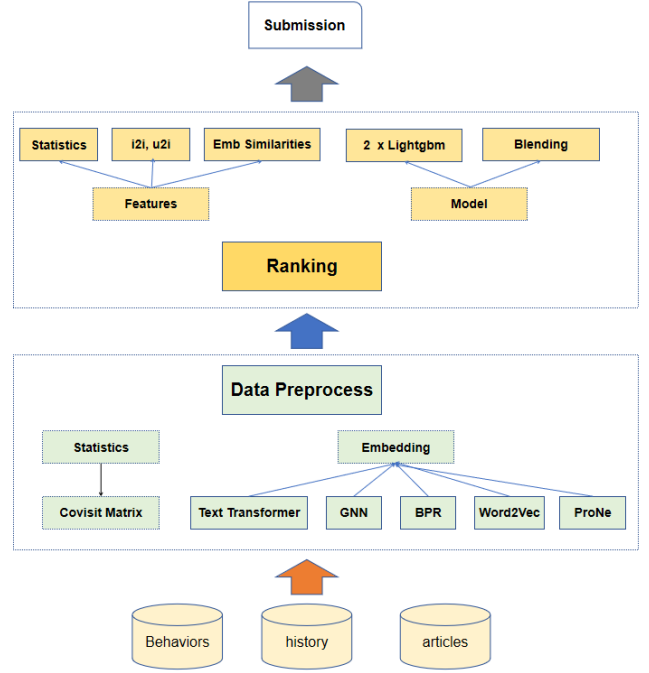 Submission
Statistics
i2i, u2i
Emb Similarities
2 x Lightgbm
Blending
Features
Model
Ranking
Data Preprocess
Statistics
Embedding
Covisit Matrix
Text Transformer
GNN
BPR
Word2Vec
ProNe
Behaviors
history
articles